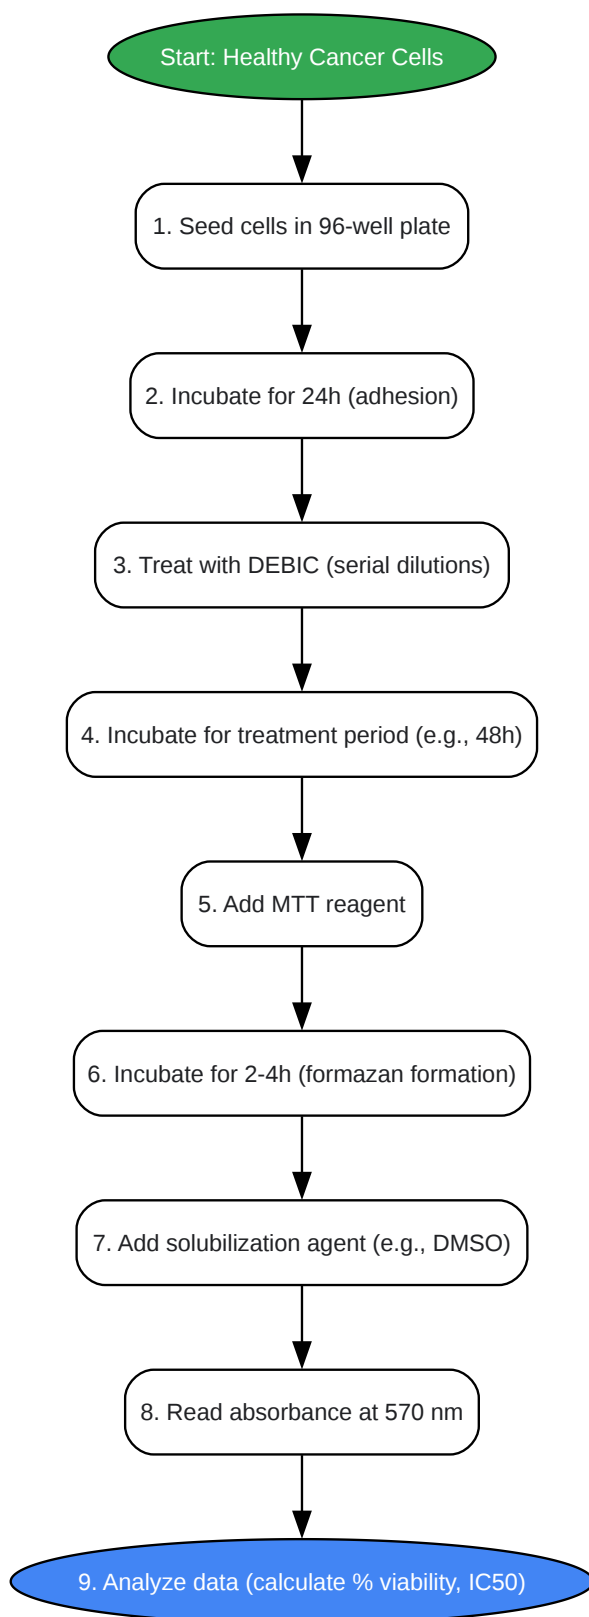 Start: Healthy Cancer Cells
1. Seed cells in 96-well plate
2. Incubate for 24h (adhesion)
3. Treat with DEBIC (serial dilutions)
4. Incubate for treatment period (e.g., 48h)
5. Add MTT reagent
6. Incubate for 2-4h (formazan formation)
7. Add solubilization agent (e.g., DMSO)
8. Read absorbance at 570 nm
9. Analyze data (calculate % viability, IC50)